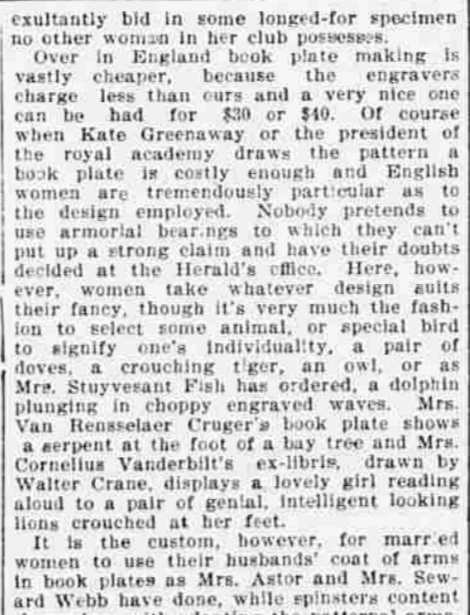 exultantly bid in some longed-for specimen
no other woman in her club possesses.
Over in England book plate making is
vastly cheaper, because the engravers
charge less than ours and a very nice one
can be had for $30 or $40. Of course
when Kate Greenaway or the president of
the royal academy draws the pattern a
book plate is costly enough and English
women are tremendously particular as to
the design employed. Nobody pretends to
use armorial bearings to which they can't
put up a strong claim and have their doubts
decided at the Herald's office. Here, how-
ever, women take whatever design suits
their fancy, though it's very much the fash-
ion to select some animal, or special bird
to signify one's individuality, a pair of
doves, a crouching tiger, an owl, or as
Mrs. Stuyvesant Fish has ordered, a dolphin
plunging in choppy engraved waves. Mrs.
Van Rensselaer Cruger's book plate shows
a serpent at the foot of a bay tree and Mrs.
Cornelius Vanderbilt's ex-libris, drawn by
Walter Crane, displays a lovely girl reading
aloud to a pair of genial, intelligent looking
lions crouched at her feet.
It is the custom, however, for married
women to use their husbands' coat of arms
in book plates as Mrs. Astor and Mrs. Sew-
ard Webb have done, while spinsters content